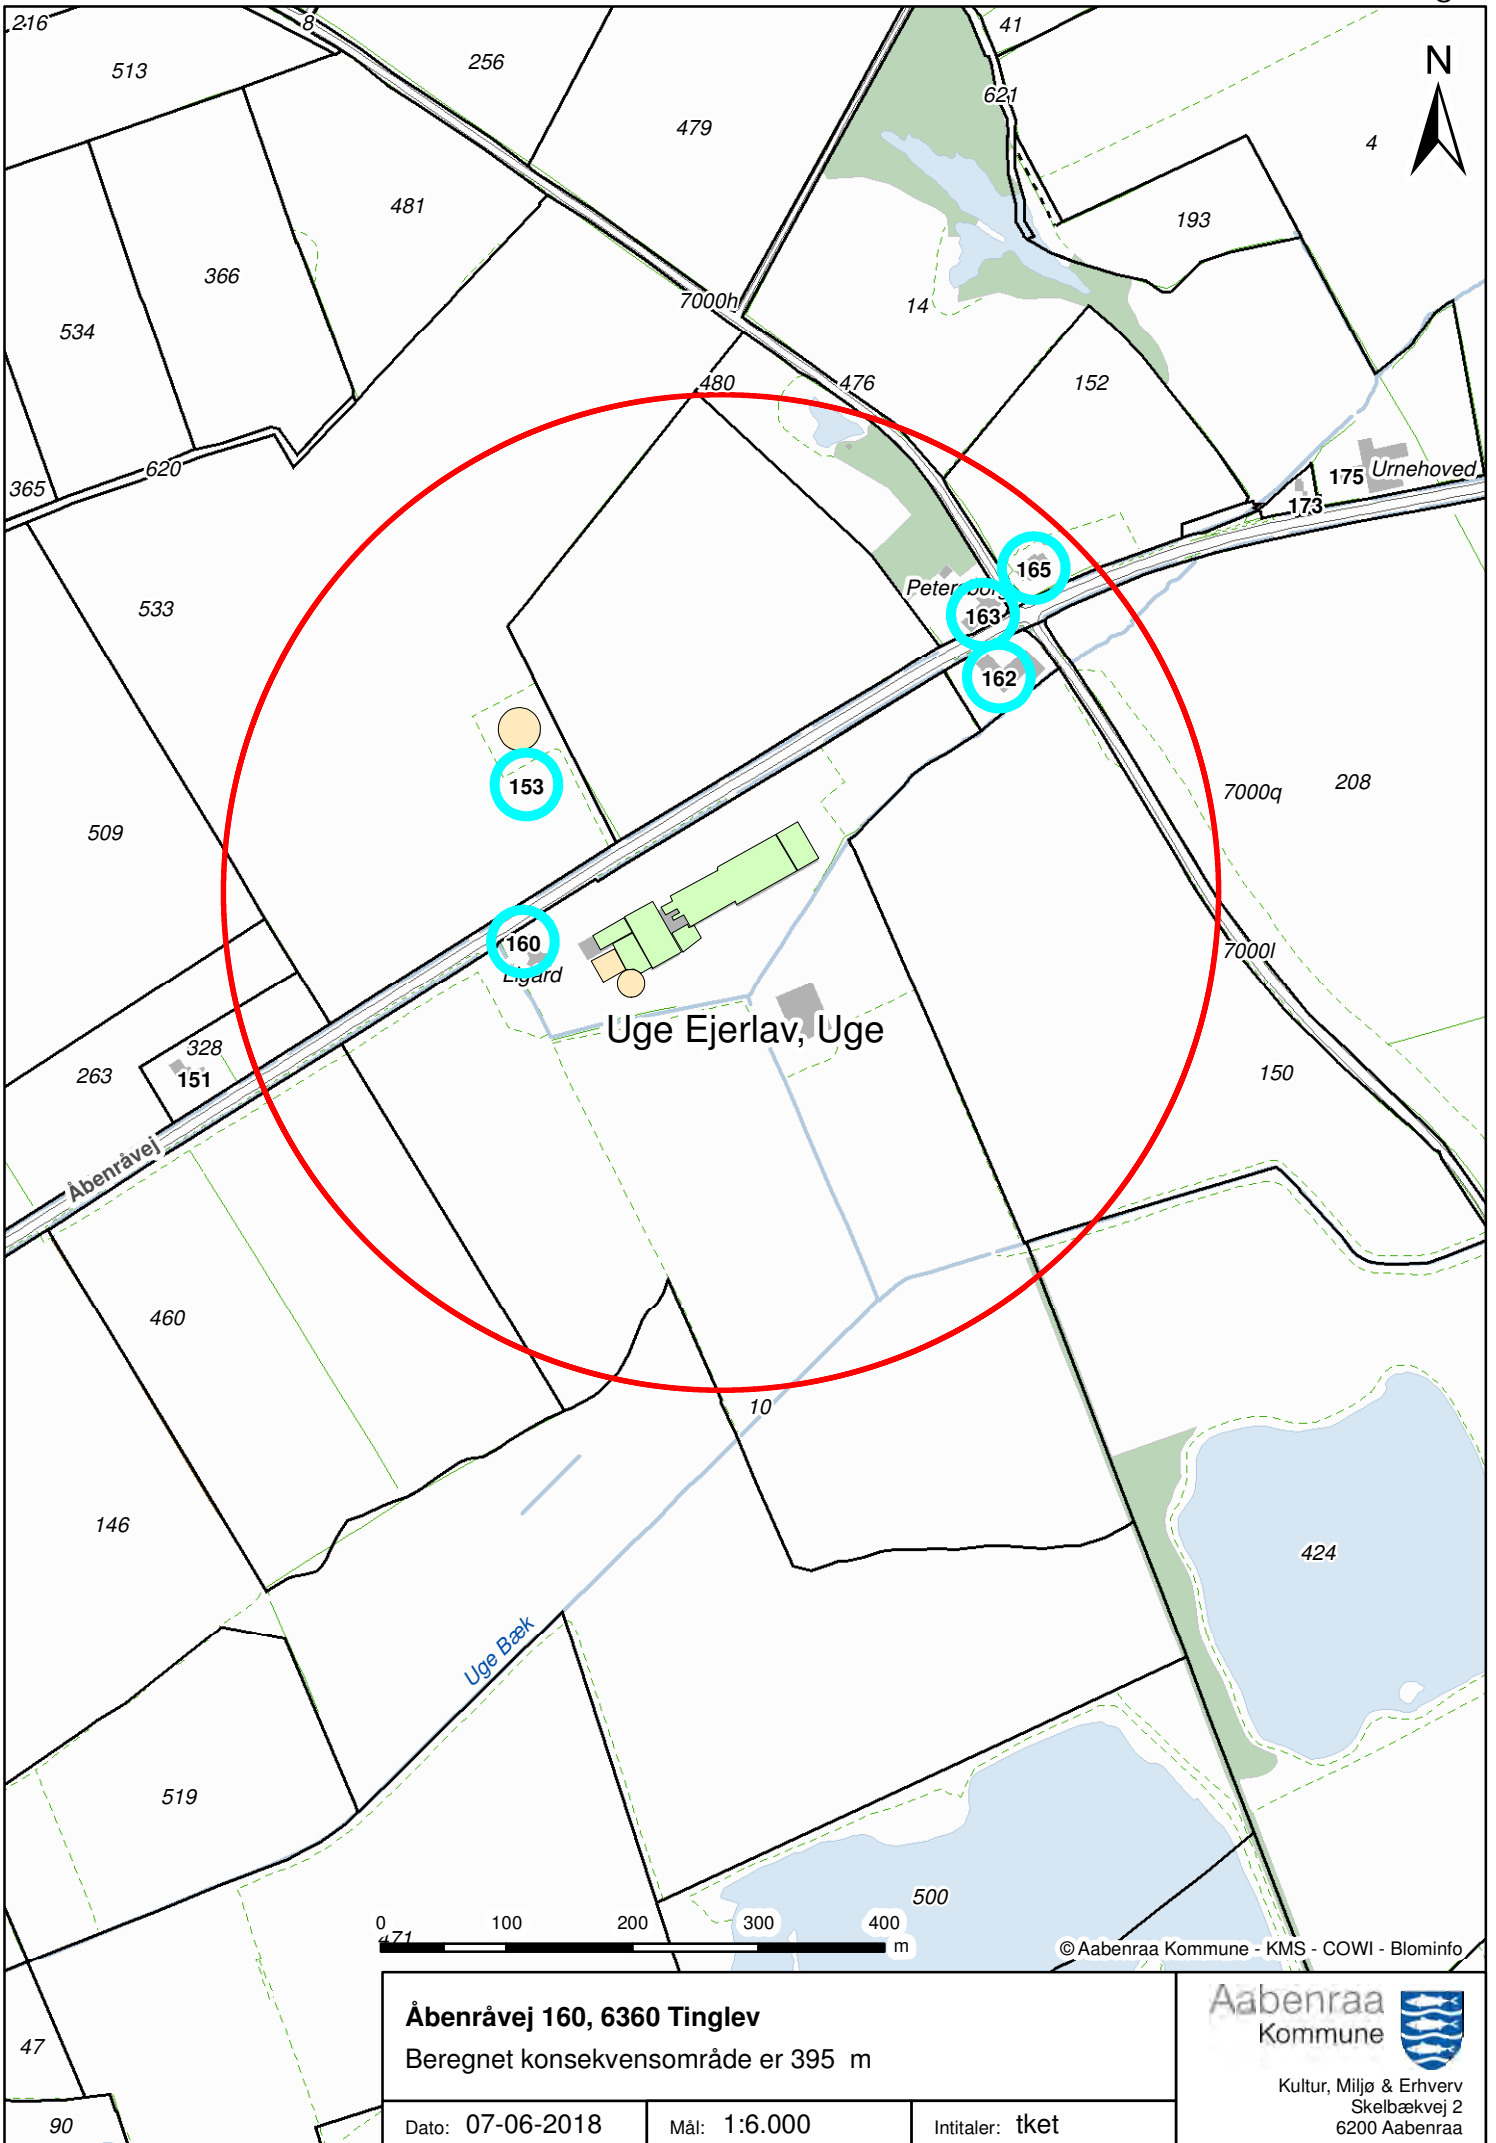 216
8
41
513
256
479
621
4
N
481
193
366
7000h
14
534
480
476
152
620
365
175
Urnehoved
173
165
533
Petersborg
163
162
153
7000q
208
509
160
Ligård
7000l
Uge Ejerlav, Uge
328
263
151
150
Åbenråvej
460
10
146
424
Uge Bæk
519
500
0 100 200 300 400
m
471
© Aabenraa Kommune - KMS - COWI - Blominfo
47
90
Åbenråvej 160, 6360 Tinglev
Beregnet konsekvensområde er 395 m
Dato: 07-06-2018
Mål: 1:6.000
Intitaler: tket
Aabenraa
Kommune
Kultur, Miljø & Erhverv
Skelbækvej 2
6200 Aabenraa